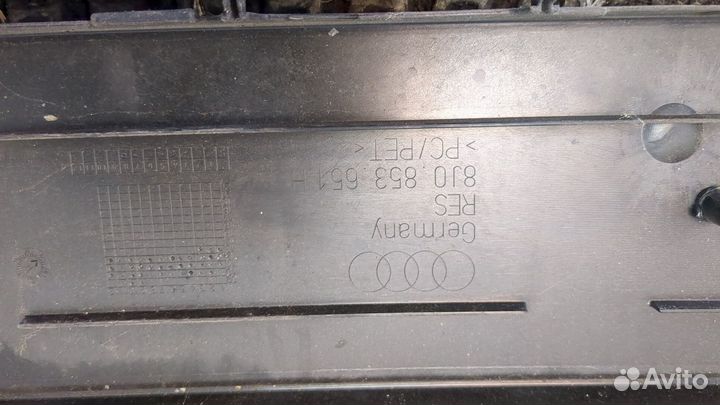 Germany
RES
8J0.853.651 H
>PC/PET<
Avito